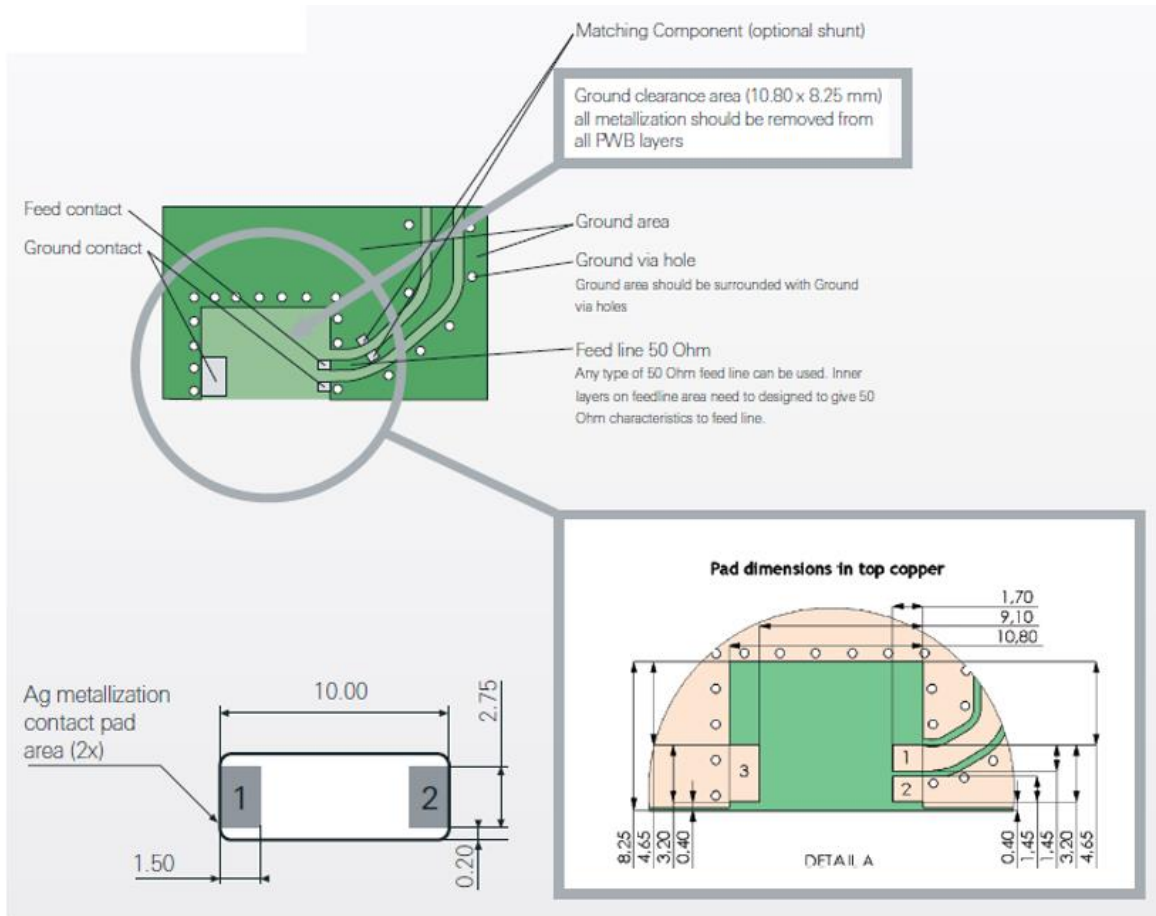 Matching Component (optional shunt)
Ground clearance area (10.80 x 8.25 mm)
all metallization should be removed from
all PWB layers
Feed contact
Ground contact
Ground area
Ground via hole
Ground area should be surrounded with Ground
via holes
Feed line 50 Ohm
Any type of 50 Ohm feed line can be used. Inner
layers on feedline area need to designed to give 50
Ohm characteristics to feed line.
Pad dimensions in top copper
1,70
9,10
10,80
1
2
3
8,25
4,65
3,20
0,40
0,40
1,45
1,45
3,20
4,65
DETAIL A
Ag metallization
contact pad
area (2x)
10.00
2.75
1
2
1.50
0.20